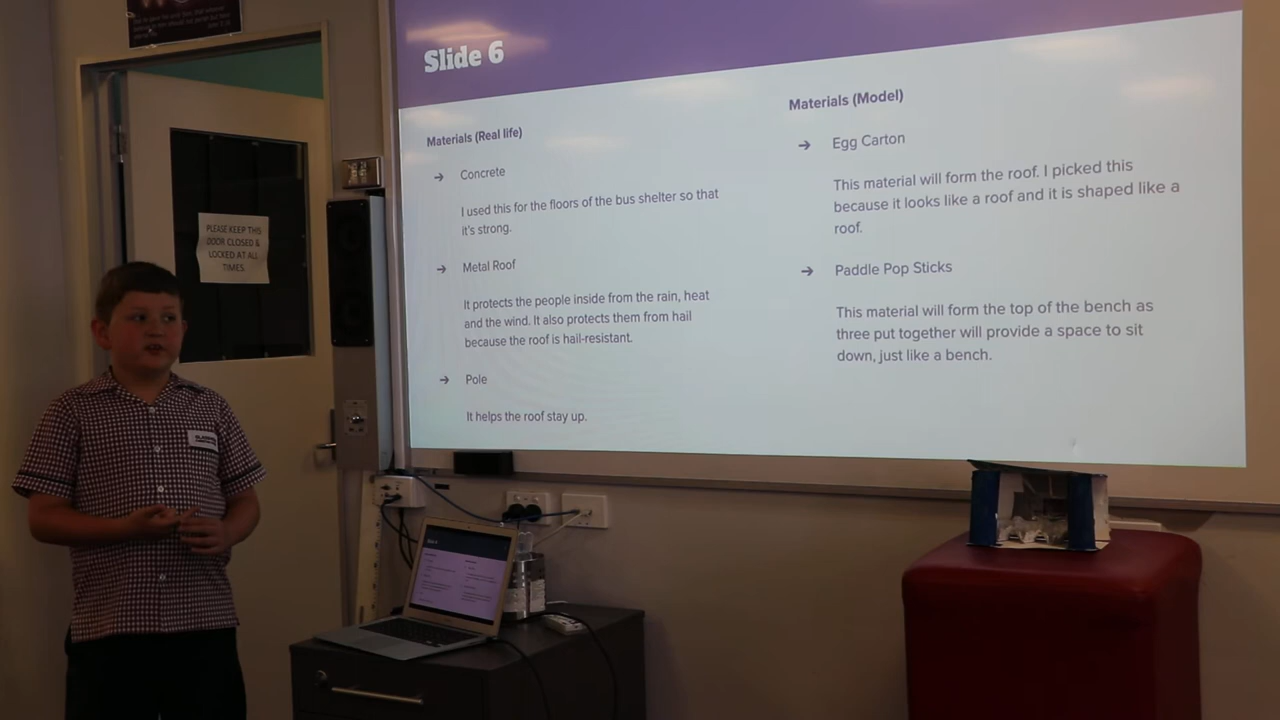 PLEASE KEEP THIS
DOOR CLOSED &
LOCKED AT ALL
TIMES
Slide 6
Materials (Real life)
→ Concrete
I used this for the floors of the bus shelter so that
it's strong.
→ Metal Roof
It protects the people inside from the rain, heat
and the wind. It also protects them from hail
because the roof is hail-resistant.
→ Pole
It helps the roof stay up.
Materials (Model)
→ Egg Carton
This material will form the roof. I picked this
because it looks like a roof and it is shaped like a
roof.
→ Paddle Pop Sticks
This material will form the top of the bench as
three put together will provide a space to sit
down, just like a bench.